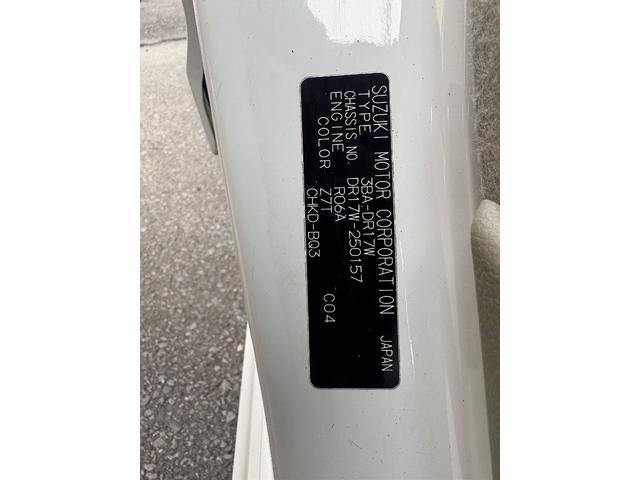 SUZUKI MOTOR CORPORATION JAPAN
TYPE 3BA-DR17W
CHASSIS NO. DR17W-250157
ENGINE R06A
COLOR Z7T C04
CHKD-BQ3